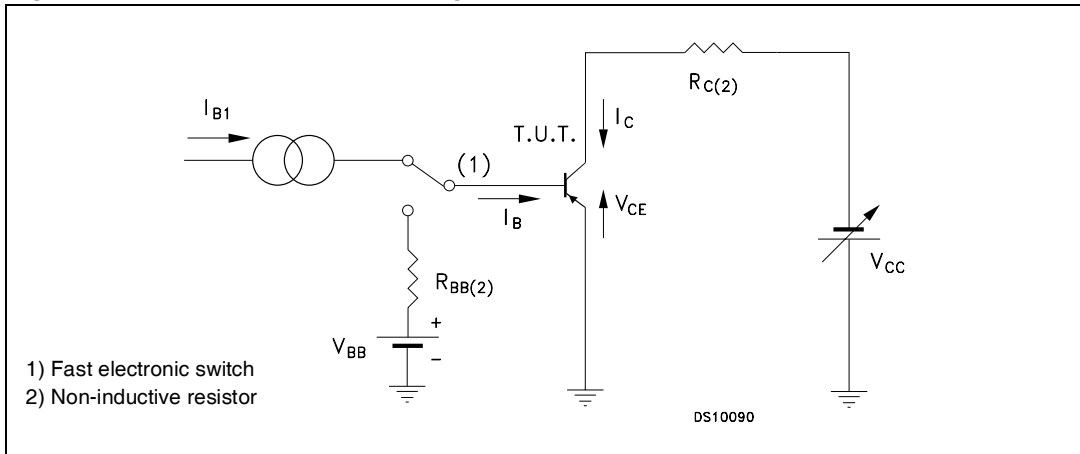 I_B1
R_C(2)
I_C
T.U.T.
(1)
I_B
V_CE
R_BB(2)
V_CC
+
V_BB
−
1) Fast electronic switch
2) Non-inductive resistor
DS10090